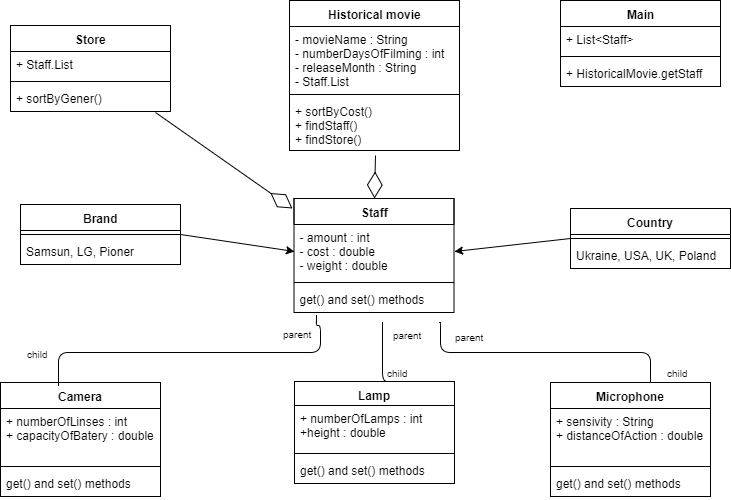 Store
+ Staff.List
+ sortByGener()
Historical movie
- movieName : String
- numberDaysOfFilming : int
- releaseMonth : String
- Staff.List
+ sortByCost()
+ findStaff()
+ findStore()
Main
+ List<Staff>
+ HistoricalMovie.getStaff
Brand
Samsun, LG, Pioner
Staff
- amount : int
- cost : double
- weight : double
get() and set() methods
Country
Ukraine, USA, UK, Poland
parent
parent
parent
child
child
child
Camera
+ numberOfLinses : int
+ capacityOfBatery : double
get() and set() methods
Lamp
+ numberOfLamps : int
+height : double
get() and set() methods
Microphone
+ sensivity : String
+ distanceOfAction : double
get() and set() methods